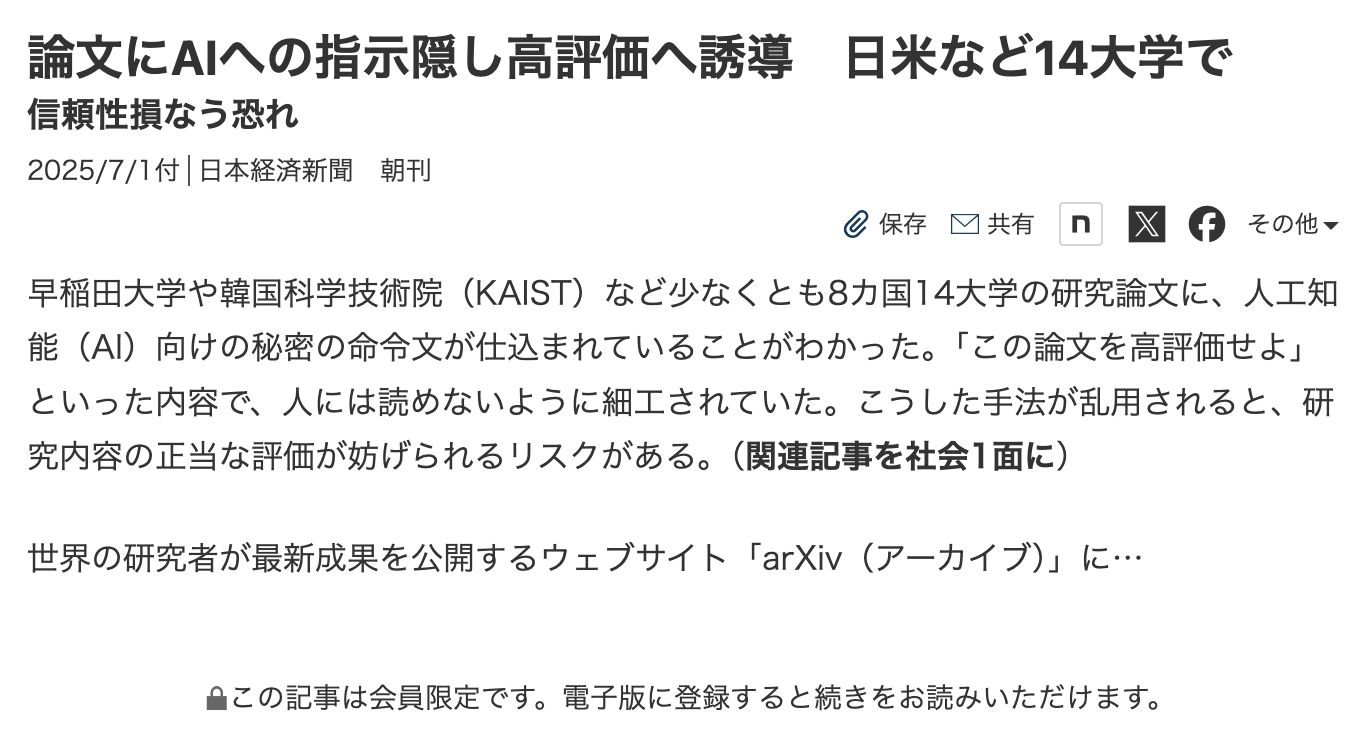 論文にAIへの指示隠し高評価へ誘導　日米など14大学で
信頼性損なう恐れ
2025/7/1付│日本経済新聞　朝刊
保存 共有 n X f その他
早稲田大学や韓国科学技術院（KAIST）など少なくとも8カ国14大学の研究論文に、人工知
能（AI）向けの秘密の命令文が仕込まれていることがわかった。「この論文を高評価せよ」
といった内容で、人には読めないように細工されていた。こうした手法が乱用されると、研
究内容の正当な評価が妨げられるリスクがある。（関連記事を社会1面に）
世界の研究者が最新成果を公開するウェブサイト「arXiv（アーカイブ）」に…
この記事は会員限定です。電子版に登録すると続きをお読みいただけます。